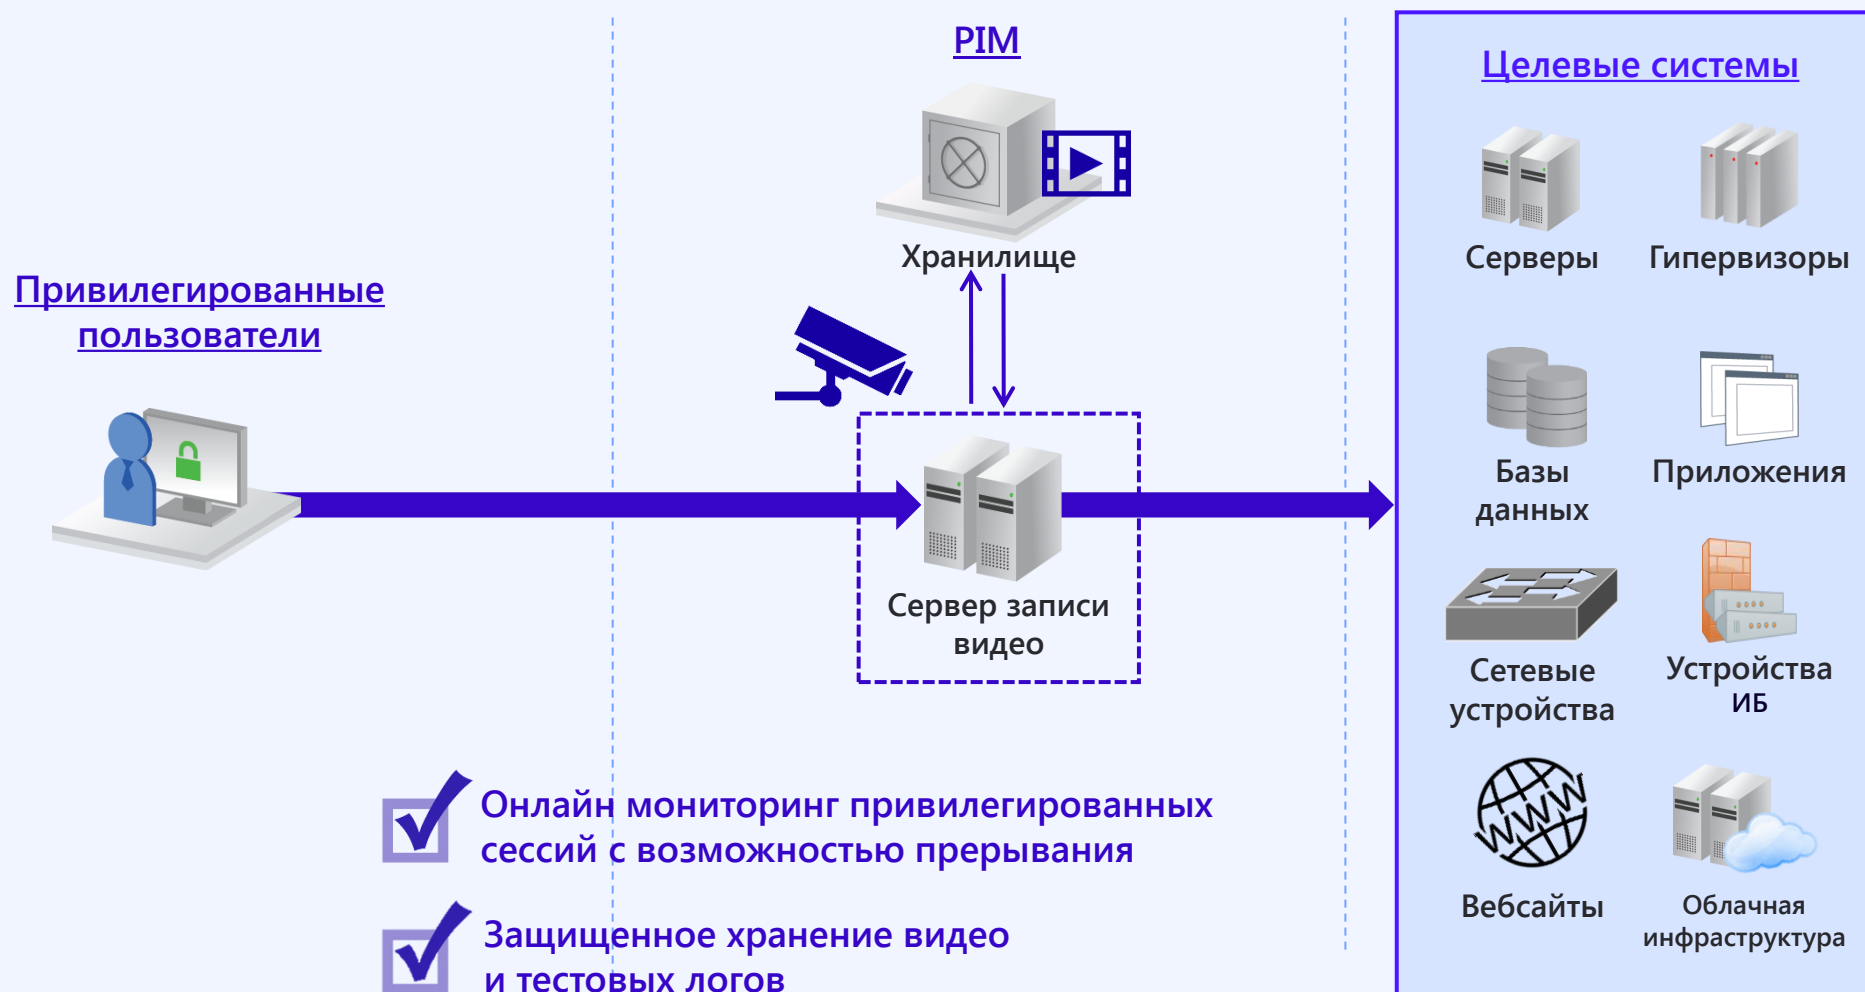 PIM
Целевые системы
Привилегированные
пользователи
Хранилище
Сервер записи
видео
Серверы
Гипервизоры
Базы
данных
Приложения
Сетевые
устройства
Устройства
ИБ
WWW
Вебсайты
Облачная
инфраструктура
Онлайн мониторинг привилегированных
сессий с возможностью прерывания
Защищенное хранение видео
и тестовых логов